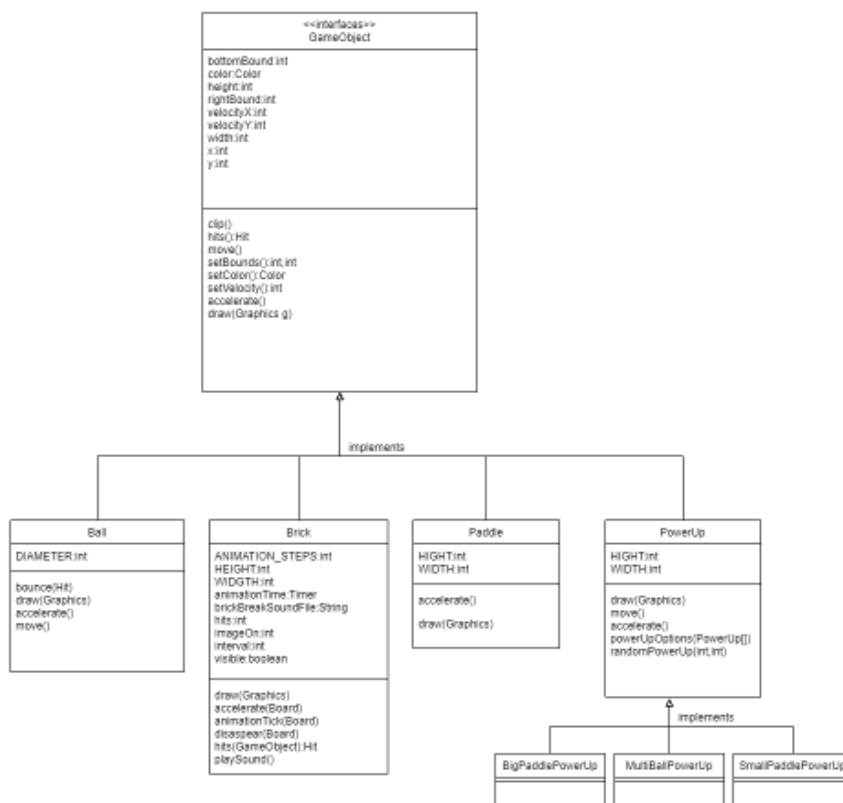 <<interfaces>>
GameObject
bottomBound:int
color:Color
height:int
rightBound:int
velocityX:int
velocityY:int
width:int
x:int
y:int
clip()
hits():Hit
move()
setBounds():int,int
setColor():Color
setVelocity():int
accelerate()
draw(Graphics g)
implements
Ball
DIAMETER:int
bounce(Hit)
draw(Graphics)
accelerate()
move()
Brick
ANIMATION_STEPS:int
HEIGHT:int
WIDGTH:int
animationTime:Timer
brickBreakSoundFile:String
hits:int
imageOn:int
interval:int
visible:boolean
draw(Graphics)
accelerate(Board)
animationTick(Board)
disaspear(Board)
hits(GameObject):Hit
playSound()
Paddle
HIGHT:int
WIDTH:int
accelerate()
draw(Graphics)
PowerUp
HIGHT:int
WIDTH:int
draw(Graphics)
move()
accelerate()
powerUpOptions(PowerUp[])
randomPowerUp(int,int)
implements
BigPaddlePowerUp
MultiBallPowerUp
SmallPaddlePowerUp